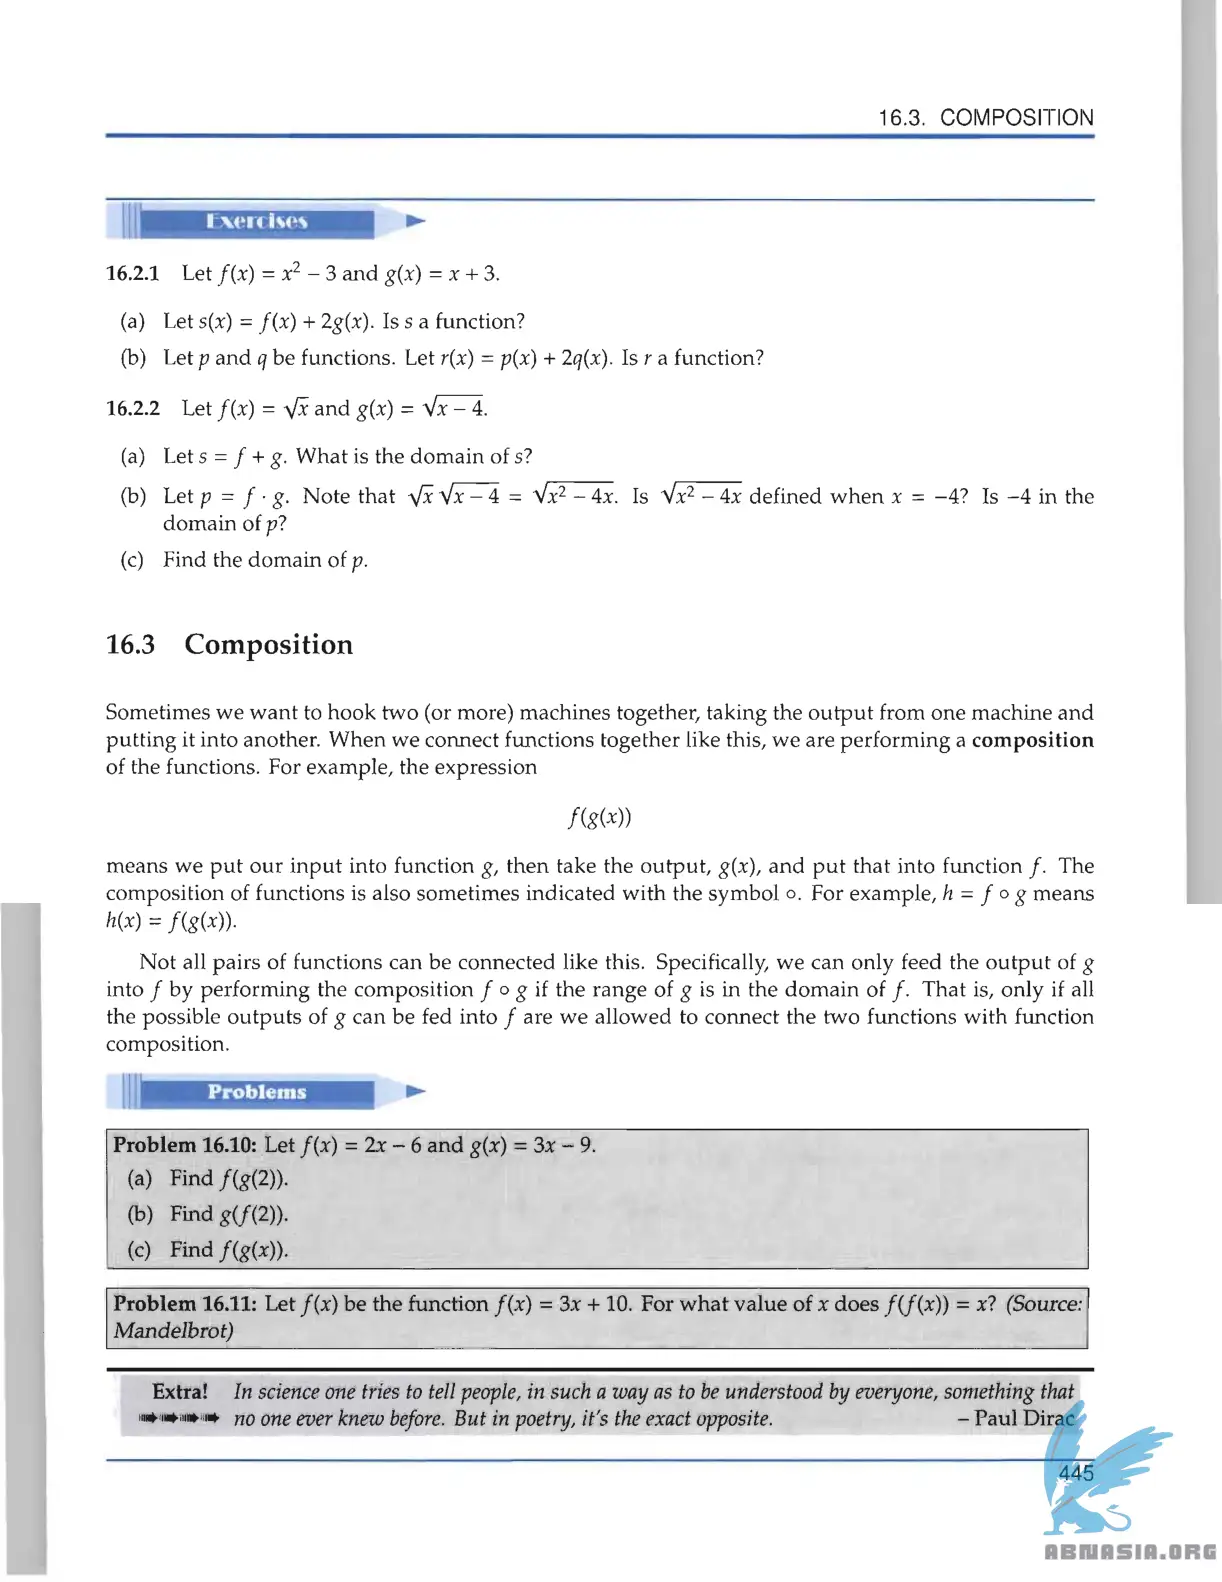 16.3. COMPOSITION
Exercises
16.2.1 Let f(x) = x² − 3 and g(x) = x + 3.
(a) Let s(x) = f(x) + 2g(x). Is s a function?
(b) Let p and q be functions. Let r(x) = p(x) + 2q(x). Is r a function?
16.2.2 Let f(x) = √x and g(x) = √(x − 4).
(a) Let s = f + g. What is the domain of s?
(b) Let p = f · g. Note that √x √(x − 4) = √(x² − 4x). Is √(x² − 4x) defined when x = −4? Is −4 in the
domain of p?
(c) Find the domain of p.
16.3 Composition
Sometimes we want to hook two (or more) machines together, taking the output from one machine and
putting it into another. When we connect functions together like this, we are performing a composition
of the functions. For example, the expression
f(g(x))
means we put our input into function g, then take the output, g(x), and put that into function f. The
composition of functions is also sometimes indicated with the symbol ∘. For example, h = f ∘ g means
h(x) = f(g(x)).
Not all pairs of functions can be connected like this. Specifically, we can only feed the output of g
into f by performing the composition f ∘ g if the range of g is in the domain of f. That is, only if all
the possible outputs of g can be fed into f are we allowed to connect the two functions with function
composition.
Problems
Problem 16.10: Let f(x) = 2x − 6 and g(x) = 3x − 9.
(a) Find f(g(2)).
(b) Find g(f(2)).
(c) Find f(g(x)).
Problem 16.11: Let f(x) be the function f(x) = 3x + 10. For what value of x does f(f(x)) = x? (Source:
Mandelbrot)
Extra! In science one tries to tell people, in such a way as to be understood by everyone, something that
no one ever knew before. But in poetry, it's the exact opposite. – Paul Dirac
445
ABNASIA.ORG